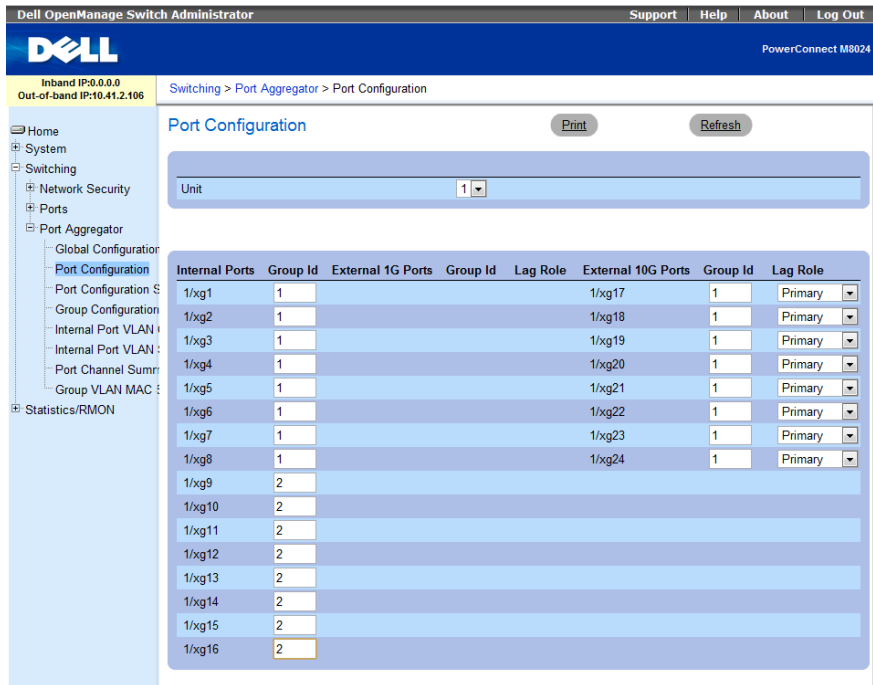 Dell OpenManage Switch Administrator Support Help About Log Out
DELL
PowerConnect M8024
Inband IP:0.0.0.0
Out-of-band IP:10.41.2.106
Switching > Port Aggregator > Port Configuration
Home
System
Switching
Network Security
Ports
Port Aggregator
Global Configuration
Port Configuration
Port Configuration S
Group Configuration
Internal Port VLAN
Internal Port VLAN
Port Channel Summ
Group VLAN MAC
Statistics/RMON
Port Configuration Print Refresh
Unit 1
Internal Ports Group Id External 1G Ports Group Id Lag Role External 10G Ports Group Id Lag Role
1/xg1 1 1/xg17 1 Primary
1/xg2 1 1/xg18 1 Primary
1/xg3 1 1/xg19 1 Primary
1/xg4 1 1/xg20 1 Primary
1/xg5 1 1/xg21 1 Primary
1/xg6 1 1/xg22 1 Primary
1/xg7 1 1/xg23 1 Primary
1/xg8 1 1/xg24 1 Primary
1/xg9 2
1/xg10 2
1/xg11 2
1/xg12 2
1/xg13 2
1/xg14 2
1/xg15 2
1/xg16 2